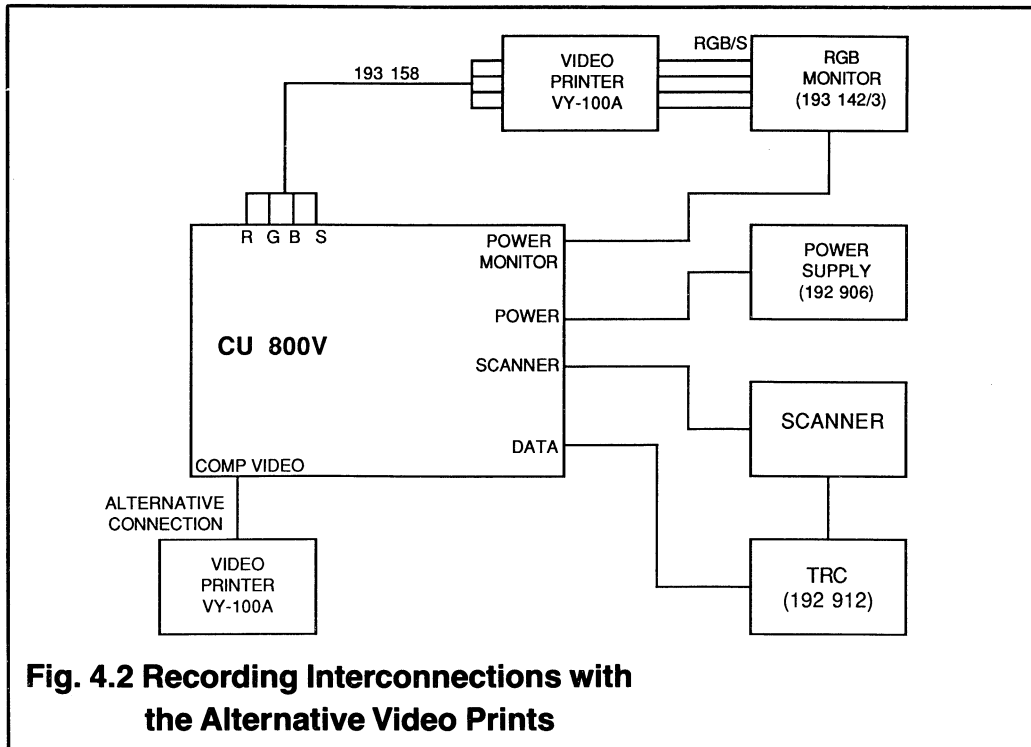 193 158
VIDEO
PRINTER
VY-100A
RGB/S
RGB
MONITOR
(193 142/3)
R G B S
POWER
MONITOR
POWER
SUPPLY
(192 906)
POWER
CU 800V
SCANNER
SCANNER
DATA
COMP VIDEO
ALTERNATIVE
CONNECTION
VIDEO
PRINTER
VY-100A
TRC
(192 912)
Fig. 4.2 Recording Interconnections with
the Alternative Video Prints